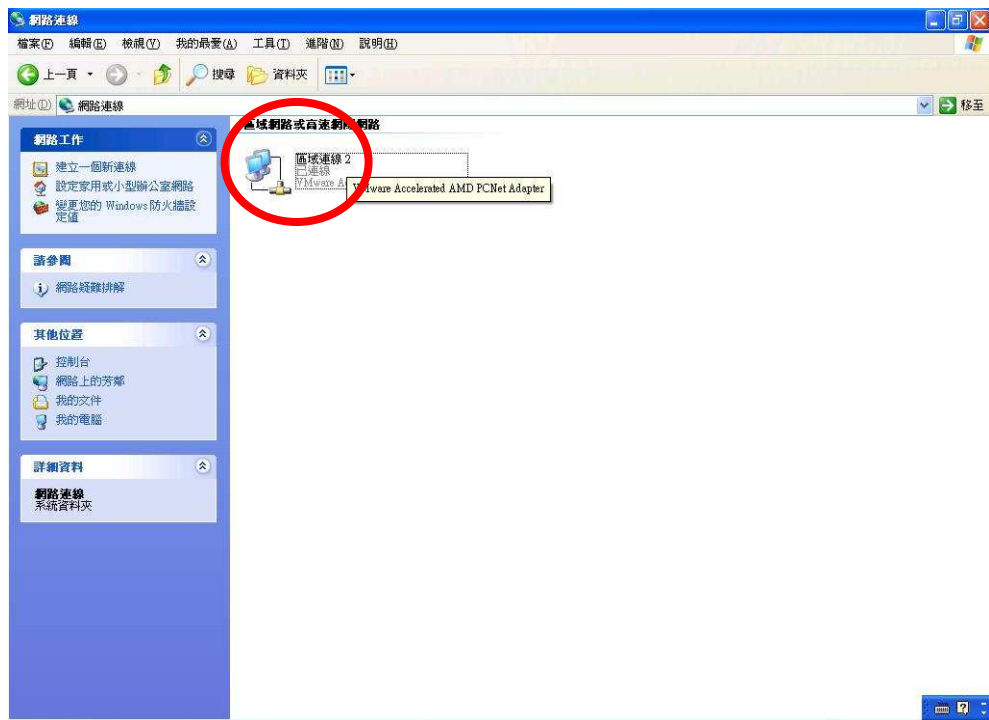 網路連線
檔案(F) 編輯(E) 檢視(V) 我的最愛(A) 工具(T) 進階(N) 說明(H)
上一頁 搜尋 資料夾
網址(D) 網路連線 移至
網路工作
建立一個新連線
設定家用或小型辦公室網路
變更您的 Windows 防火牆設
定值
請參閱
網路疑難排解
其他位置
控制台
網路上的芳鄰
我的文件
我的電腦
詳細資料
網路連線
系統資料夾
區域網路或高速網際網路
區域連線 2
已連線
VMware A
VMware Accelerated AMD PCNet Adapter